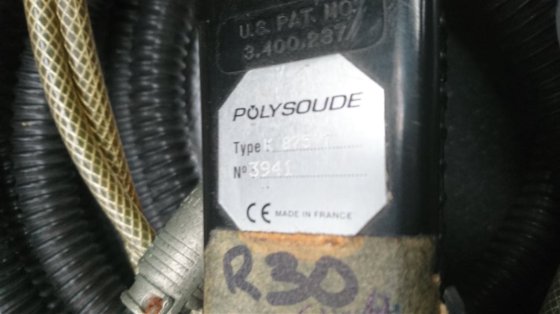 U.S. PAT. NO.
3.400.237
POLYSOUDE
Type
N° 3941
CE MADE IN FRANCE
R30